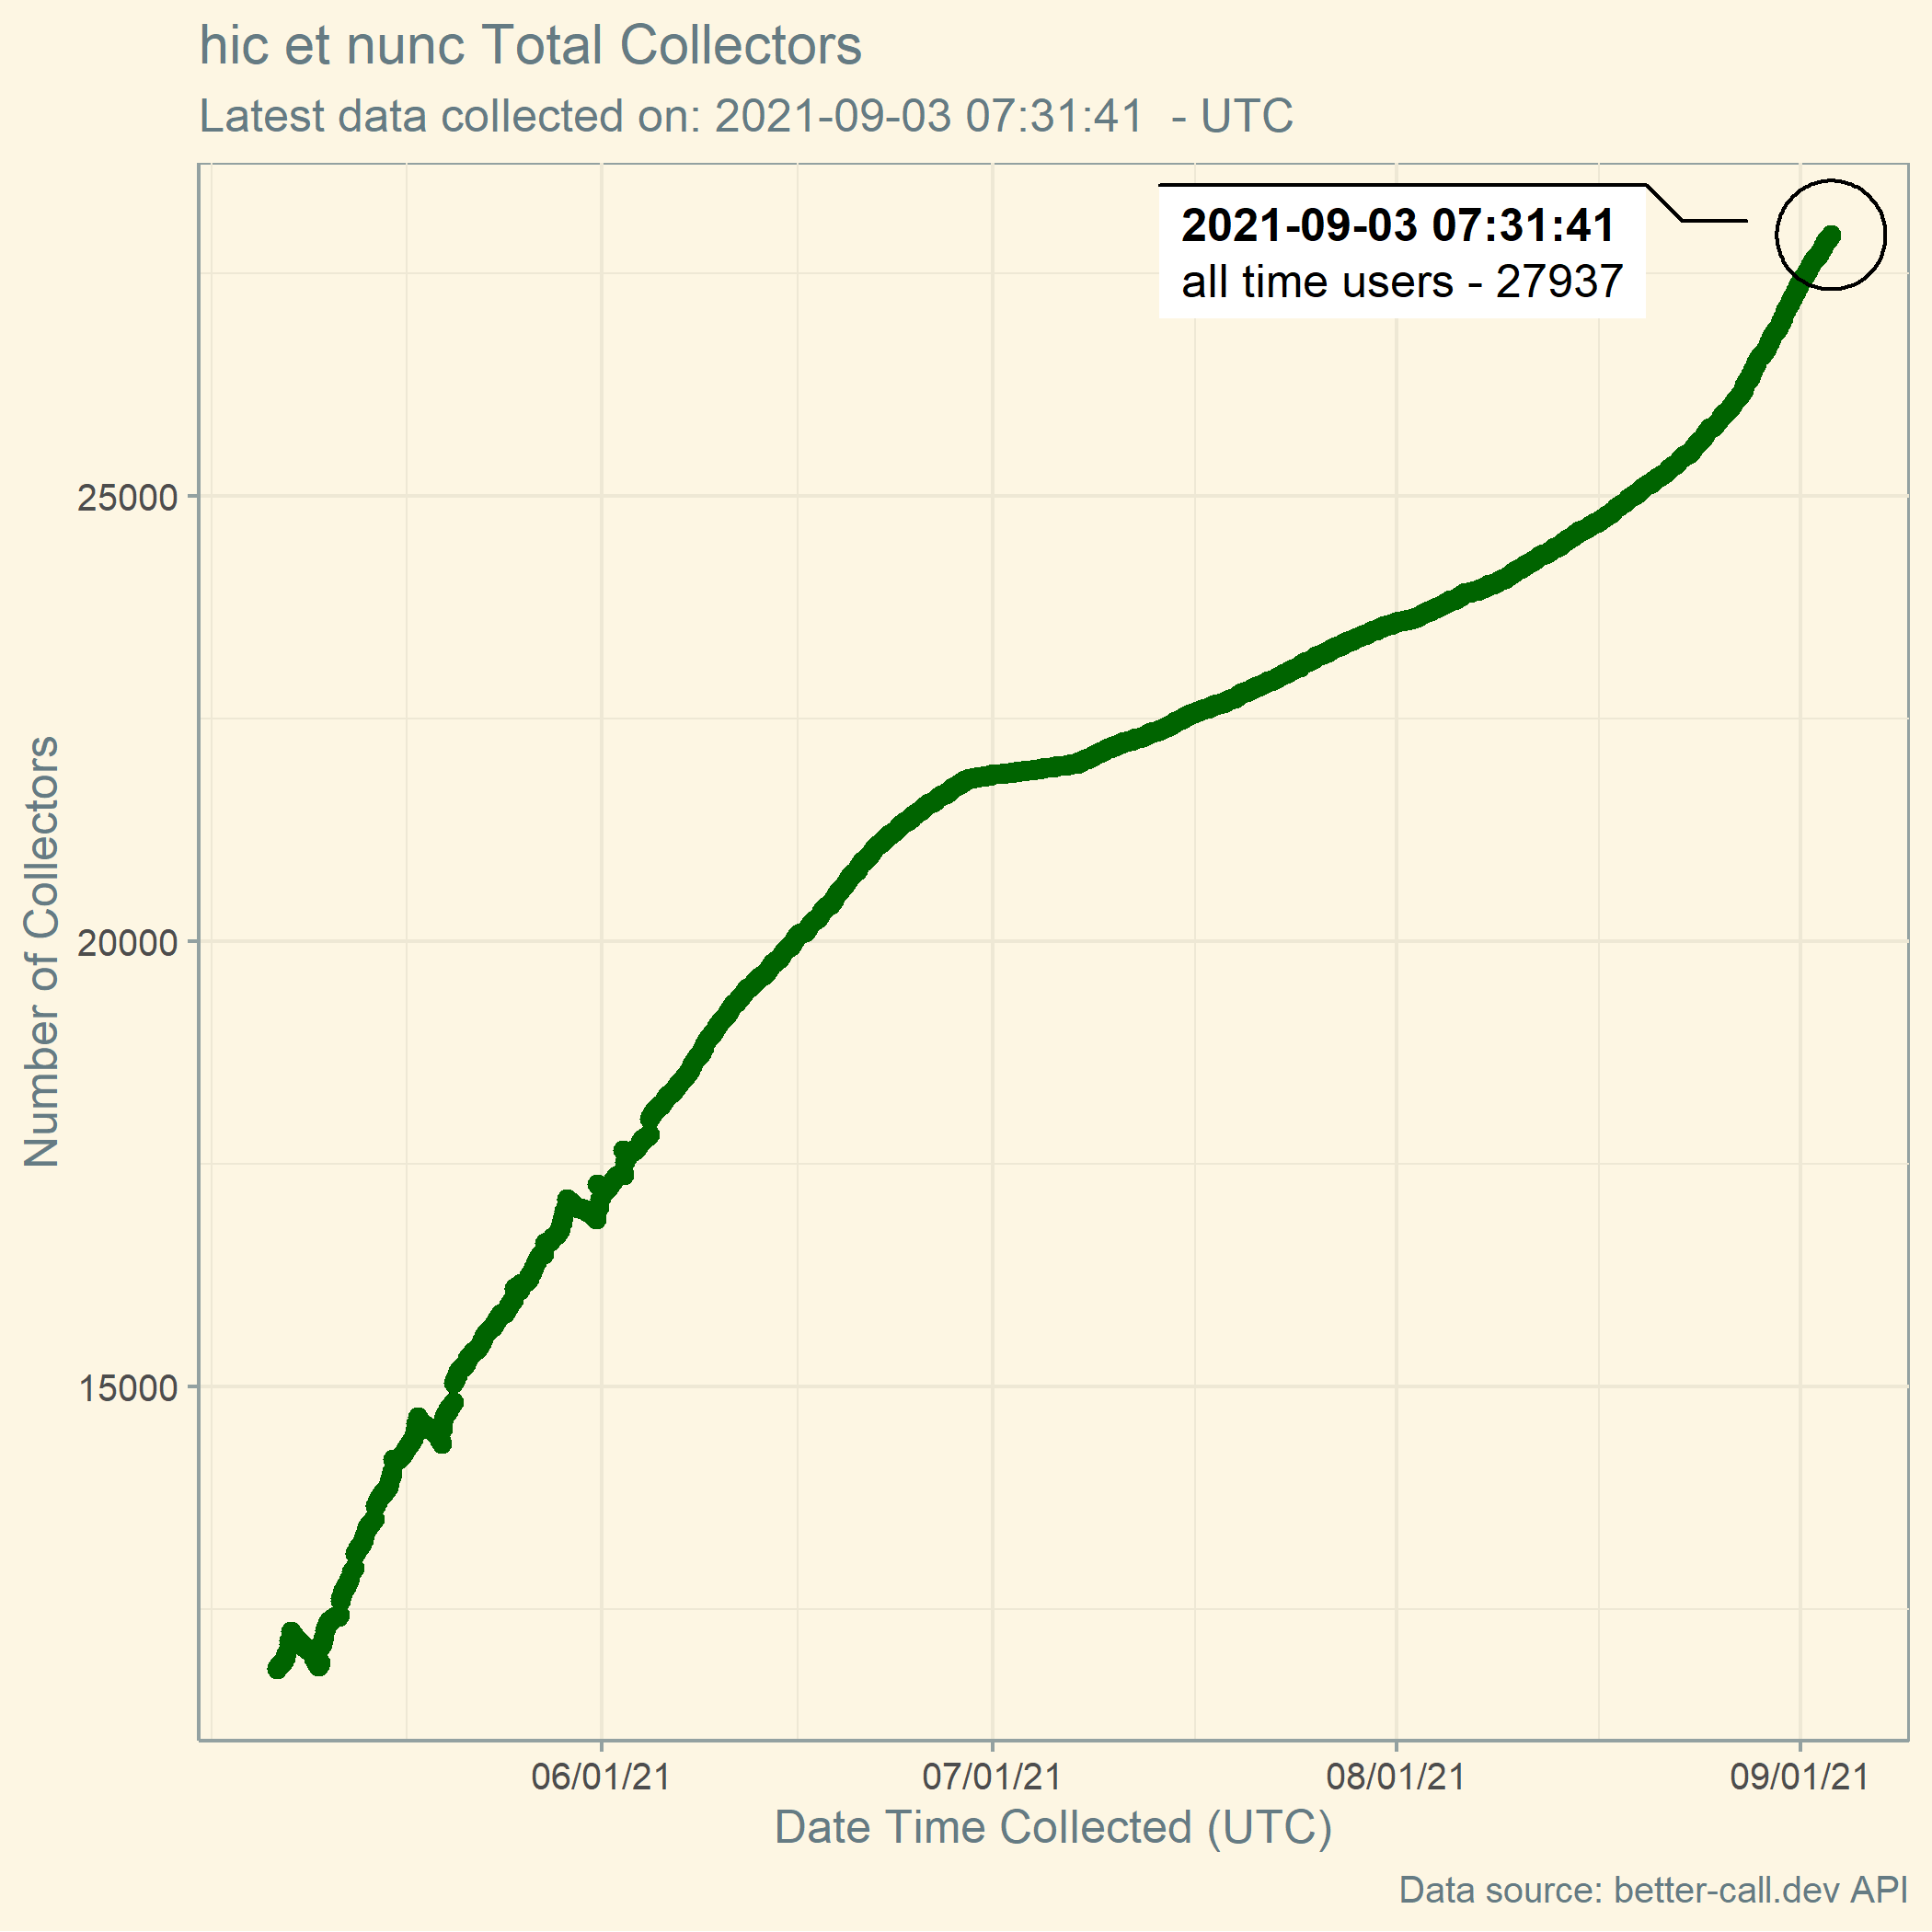 hic et nunc Total Collectors
Latest data collected on: 2021-09-03 07:31:41  - UTC
2021-09-03 07:31:41
all time users - 27937
Number of Collectors
25000
20000
15000
06/01/21
07/01/21
08/01/21
09/01/21
Date Time Collected (UTC)
Data source: better-call.dev API